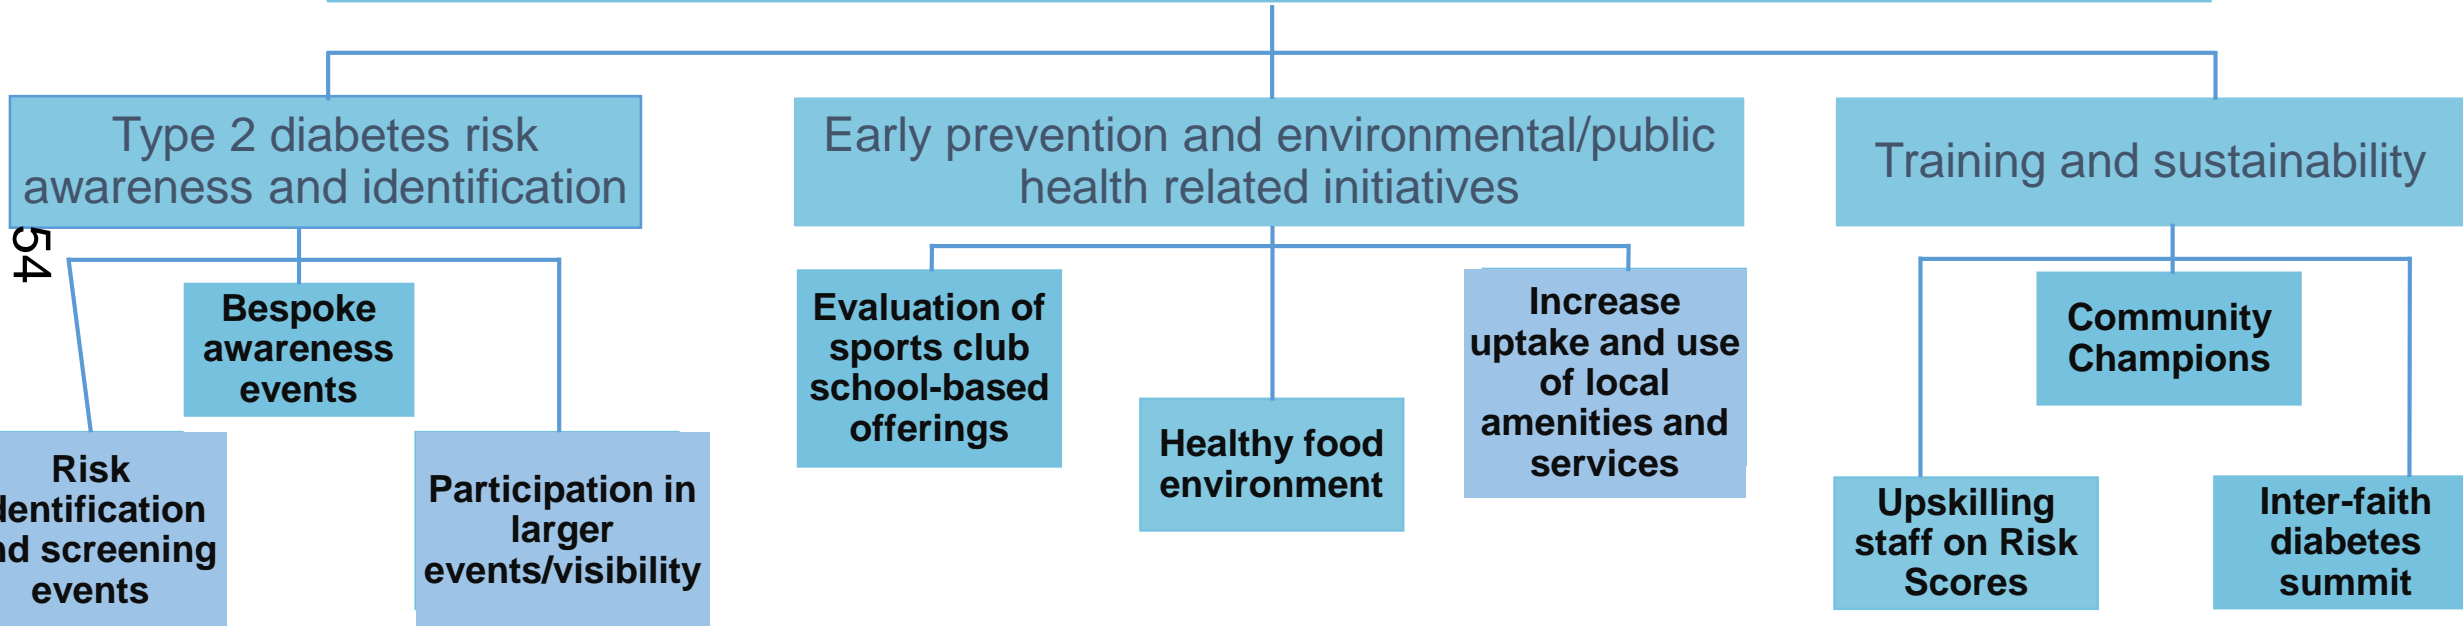 Type 2 diabetes risk
awareness and identification
Early prevention and environmental/public
health related initiatives
Training and sustainability
54
Bespoke
awareness
events
Evaluation of
sports club
school-based
offerings
Increase
uptake and use
of local
amenities and
services
Community
Champions
Healthy food
environment
Risk
dentification
nd screening
events
Participation in
larger
events/visibility
Upskilling
staff on Risk
Scores
Inter-faith
diabetes
summit